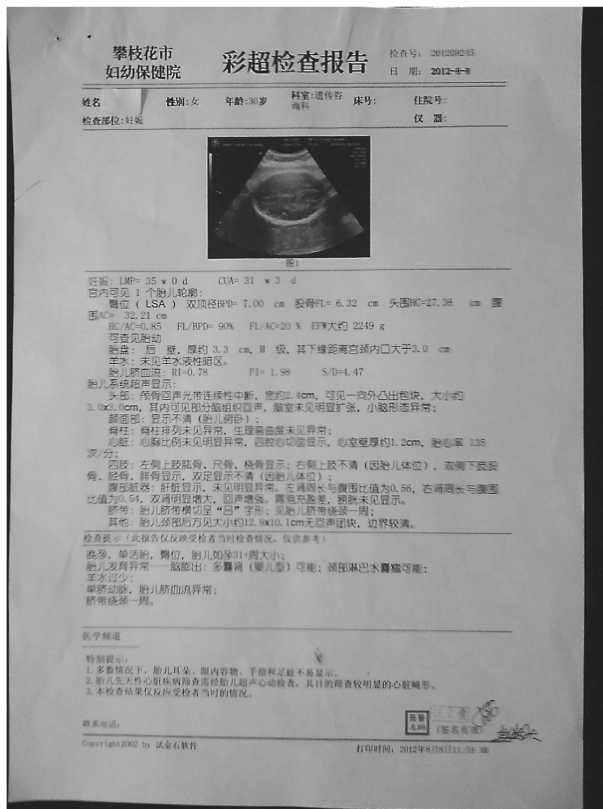 攀枝花市
妇幼保健院
彩超检查报告
检查号: 201208245
日 期: 2012-8-8
姓名 性别:女 年龄:30岁 科室:遗传咨询科 床号: 住院号:
检查部位:妊娠 仪 器:
图1
妊娠: LMP= 35 w 0 d CUA= 31 w 3 d
宫内可见 1 个胎儿轮廓:
臀位 ( LSA ) 双顶径BPD= 7.00 cm 股骨FL= 6.32 cm 头围HC=27.36 cm 腹
围AC= 32.21 cm
HC/AC=0.85 FL/BPD= 90% FL/AC=20 % EFW大约 2249 g
可查见胎动
胎盘: 后 壁, 厚约 3.3 cm, Ⅱ 级, 其下缘距离宫颈内口大于3.0 cm
羊水: 未见羊水液性暗区。
胎儿脐血流: RI=0.78 PI= 1.98 S/D=4.47
胎儿系统超声显示:
头部: 颅骨回声光带连续性中断, 宽约2.4cm, 可见一向外凸出包块, 大小约
3.0x3.0cm, 其内可见部分脑组织回声, 脑室未见明显扩张, 小脑形态异常;
颜面部: 显示不清 (胎儿俯卧);
脊柱: 脊柱排列未见异常, 生理弯曲度未见异常;
心脏: 心胸比例未见明显异常, 四腔心切面显示, 心室壁厚约1.2cm, 胎心率 135
次/分;
四肢: 左侧上肢肱骨, 尺骨, 桡骨显示; 右侧上肢不清 (因胎儿体位), 双侧下肢股
骨, 胫骨, 腓骨显示, 双足显示不清 (因胎儿体位);
腹部脏器: 肝脏显示, 未见明显异常。左肾周长与腹围比值为0.56, 右肾周长与腹围
比值为0.54, 双肾明显增大, 回声增强。胃泡充盈差, 膀胱未见显示。
脐带: 胎儿脐带横切呈“吕”字形; 见胎儿脐带绕颈一周;
其他: 胎儿颈部后方见大小约12.9x10.1cm无回声团块, 边界较清。
检查提示 (此报告仅反映受检者当时检查情况, 仅供参考)
晚孕, 单活胎, 臀位, 胎儿如孕31+周大小;
胎儿发育异常——脑膨出; 多囊肾 (婴儿型) 可能; 颈部淋巴水囊瘤可能;
羊水过少;
单脐动脉, 胎儿脐血流异常;
脐带绕颈一周。
医学频道
特别提示:
1.多数情况下, 胎儿耳朵、眼内容物、手指和足趾不易显示。
2.胎儿先天性心脏疾病筛查需经胎儿超声心动检查, 其目的筛查较明显的心脏畸形。
3.本检查结果仅反应受检者当时的情况。
联系电话:
(签名有效)
Copyright2002 by 试金石软件
打印时间: 2012年8月8日